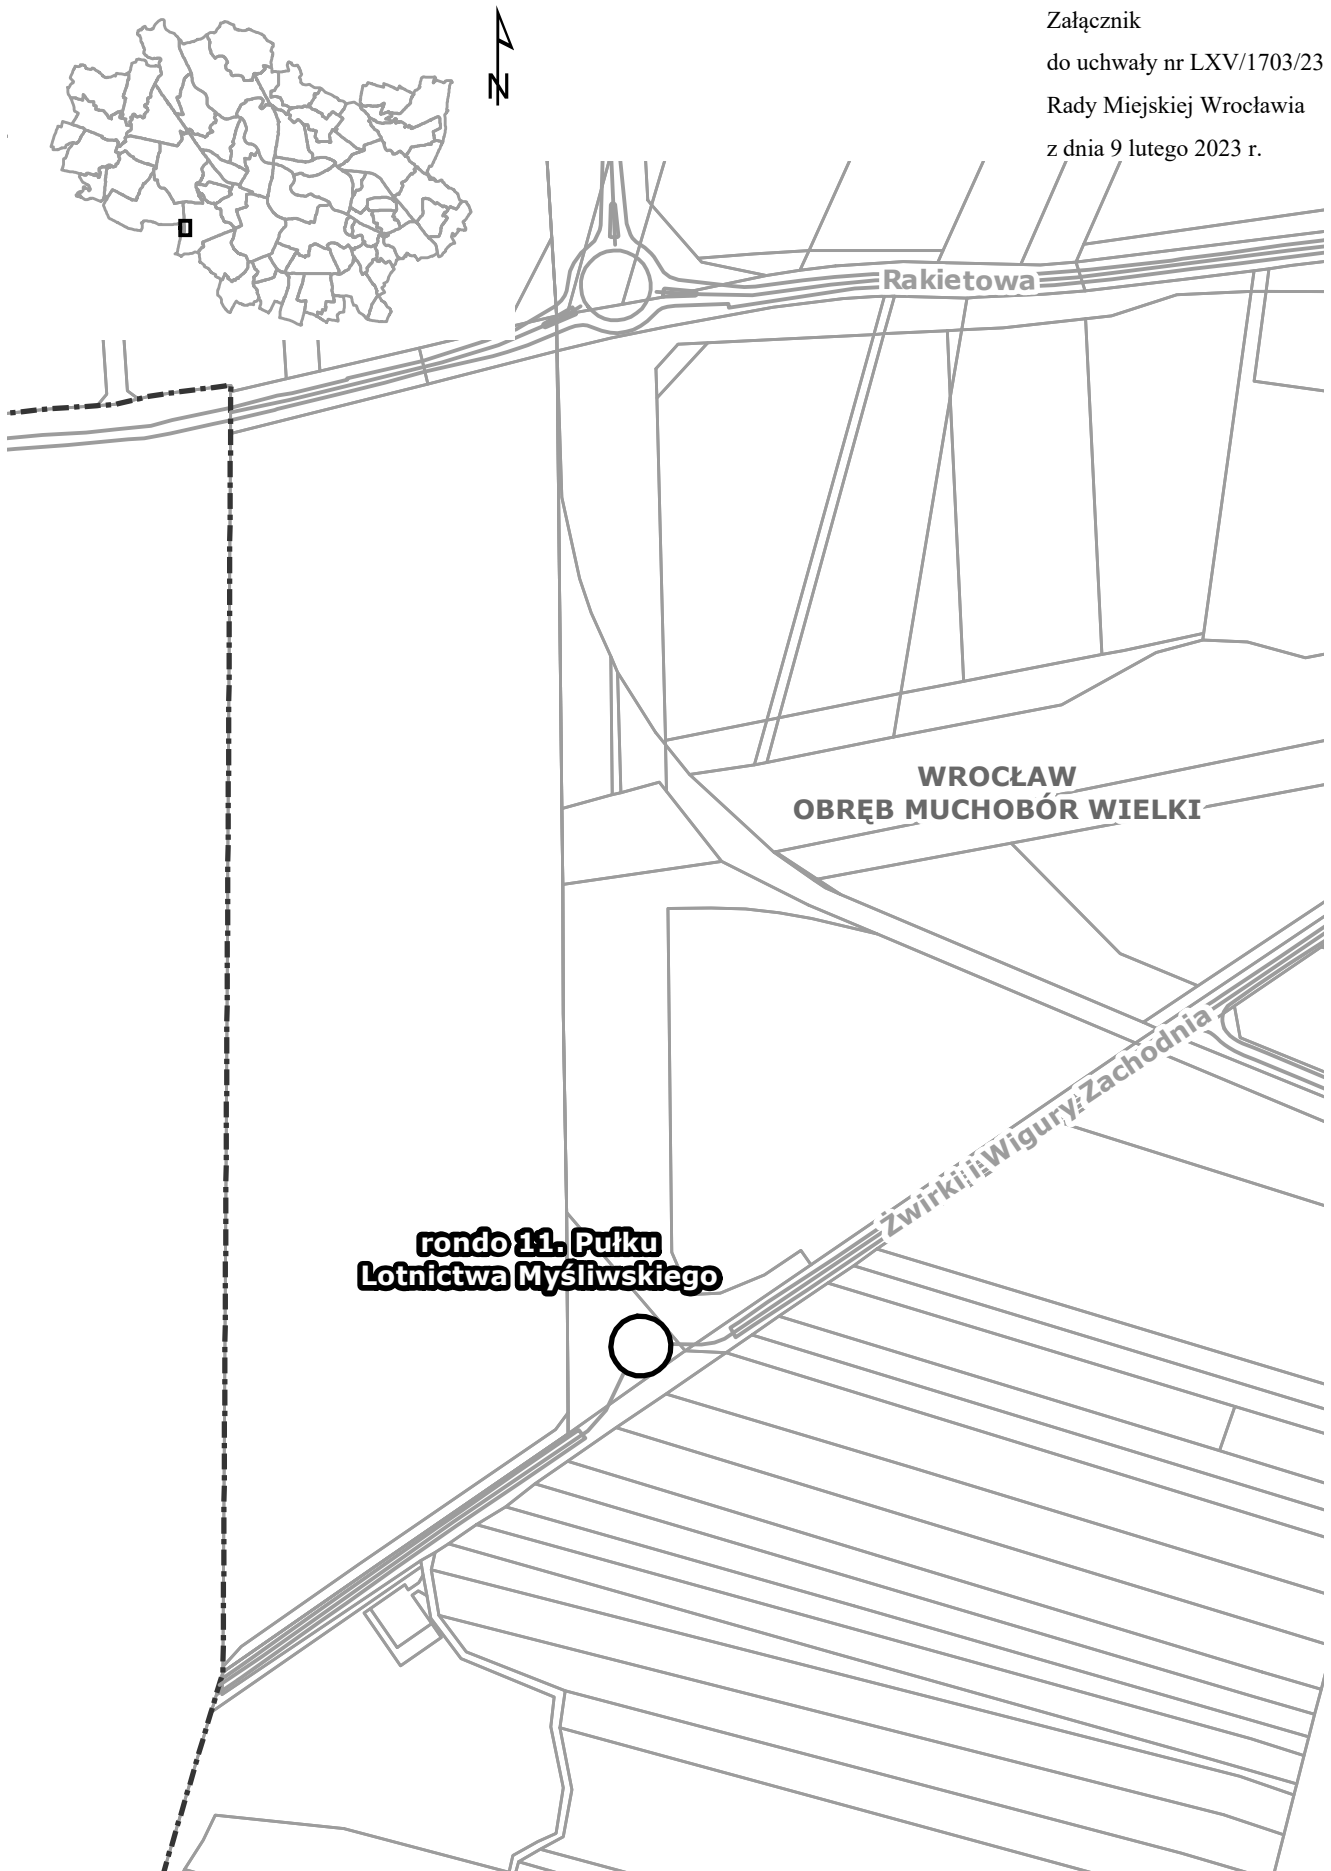 Załącznik
do uchwały nr LXV/1703/23
Rady Miejskiej Wrocławia
z dnia 9 lutego 2023 r.
N
Rakietowa
WROCŁAW
OBRĘB MUCHOBÓR WIELKI
Żwirki i Wigury Zachodnia
rondo 11. Pułku
Lotnictwa Myśliwskiego